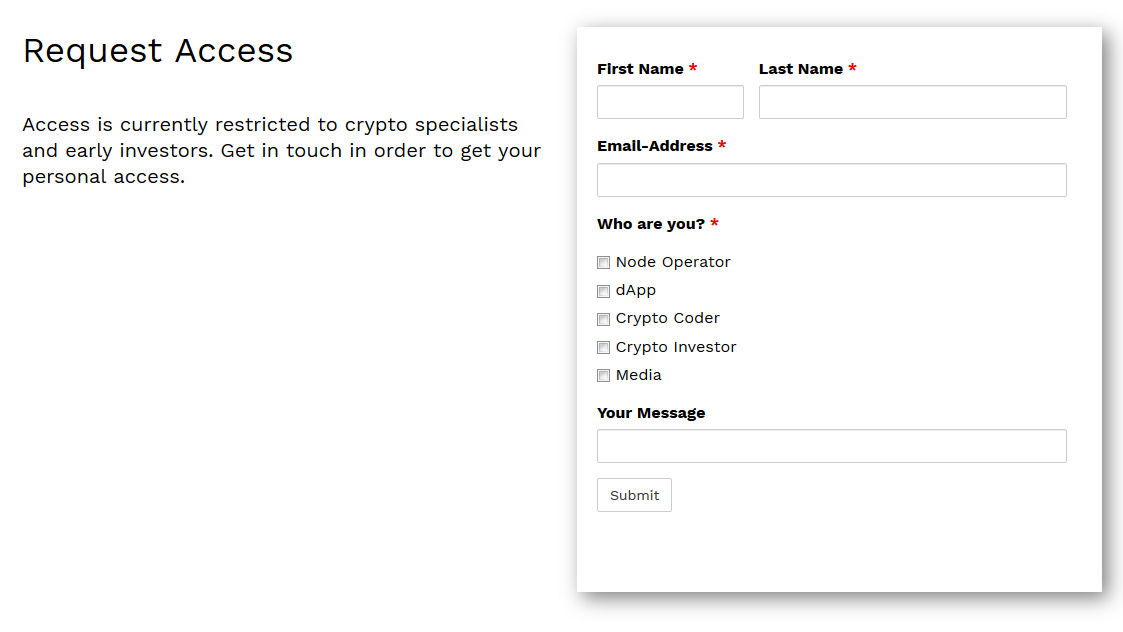 Request Access
Access is currently restricted to crypto specialists
and early investors. Get in touch in order to get your
personal access.
First Name * Last Name *
Email-Address *
Who are you? *
Node Operator
dApp
Crypto Coder
Crypto Investor
Media
Your Message
Submit